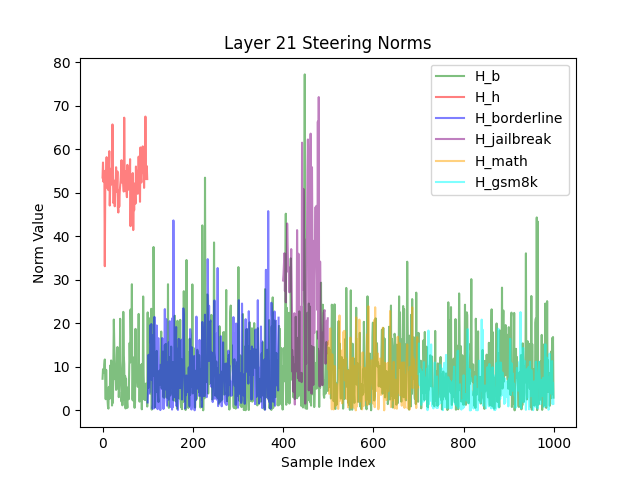 Layer 21 Steering Norms
80
70
60
50
40
30
20
10
0
Norm Value
H_b
H_h
H_borderline
H_jailbreak
H_math
H_gsm8k
0
200
400
600
800
1000
Sample Index